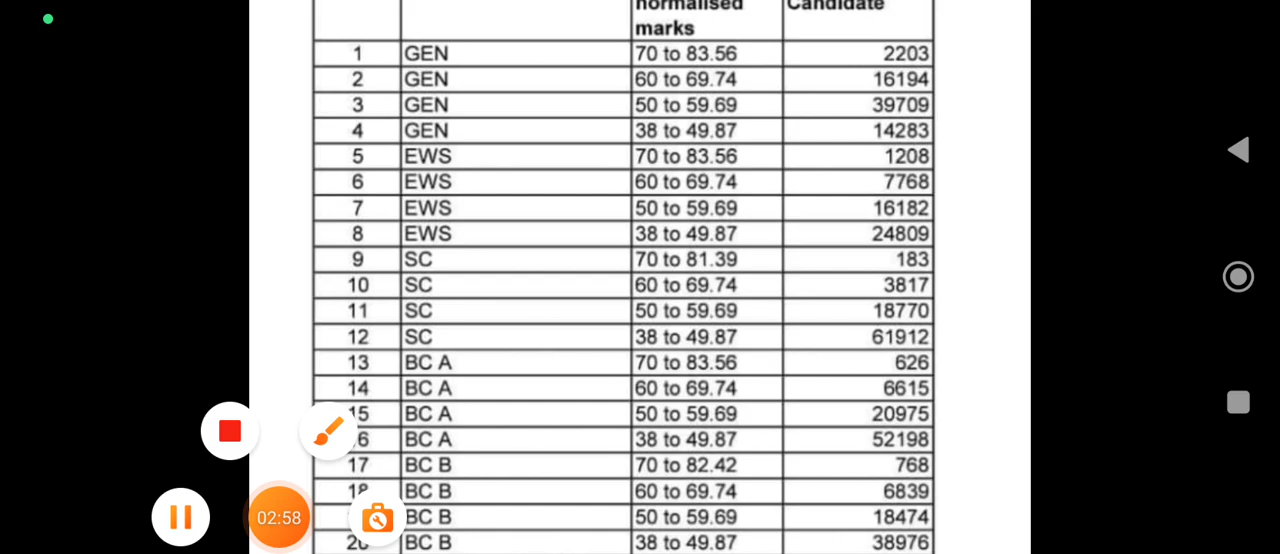 normalised Candidate
marks
1 GEN 70 to 83.56 2203
2 GEN 60 to 69.74 16194
3 GEN 50 to 59.69 39709
4 GEN 38 to 49.87 14283
5 EWS 70 to 83.56 1208
6 EWS 60 to 69.74 7768
7 EWS 50 to 59.69 16182
8 EWS 38 to 49.87 24809
9 SC 70 to 81.39 183
10 SC 60 to 69.74 3817
11 SC 50 to 59.69 18770
12 SC 38 to 49.87 61912
13 BC A 70 to 83.56 626
14 BC A 60 to 69.74 6615
15 BC A 50 to 59.69 20975
6 BC A 38 to 49.87 52198
17 BC B 70 to 82.42 768
18 BC B 60 to 69.74 6839
BC B 50 to 59.69 18474
20 BC B 38 to 49.87 38976
02:58